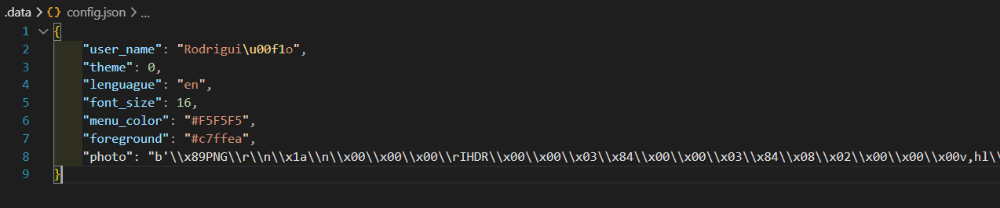 .data > {} config.json > ...
1 {
2 "user_name": "Rodrigui\u00f1o",
3 "theme": 0,
4 "lenguague": "en",
5 "font_size": 16,
6 "menu_color": "#F5F5F5",
7 "foreground": "#c7ffea",
8 "photo": "b'\\x89PNG\\r\\n\\x1a\\n\\x00\\x00\\x00\\rIHDR\\x00\\x00\\x03\\x84\\x00\\x00\\x03\\x84\\x08\\x02\\x00\\x00\\x00v,hl\\
9 }